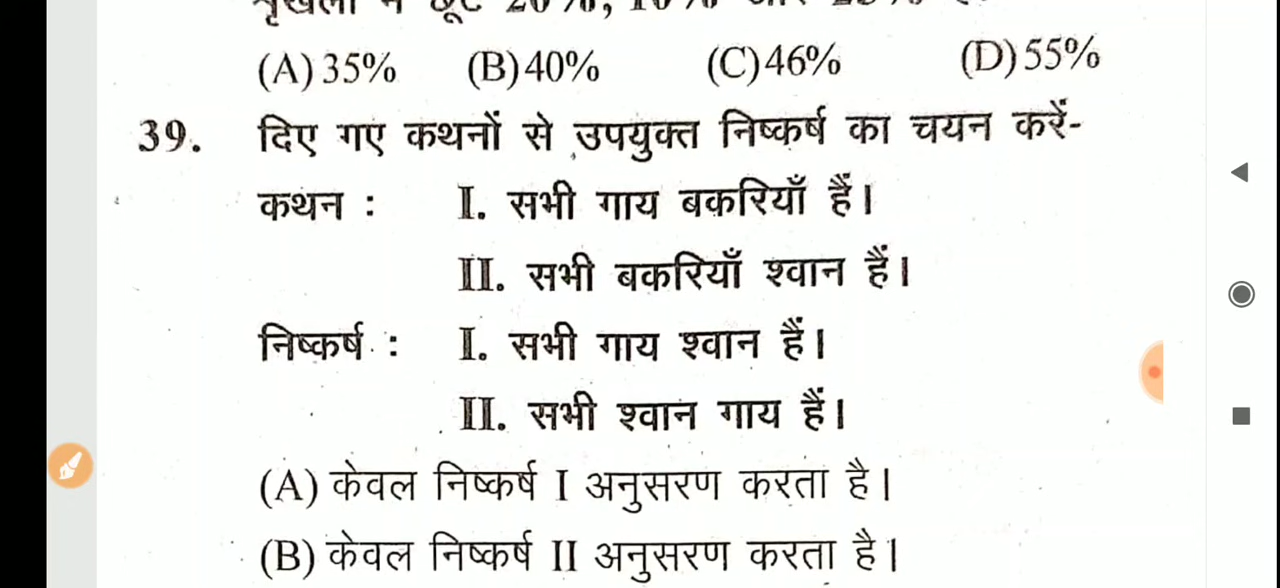 (A) 35% (B) 40% (C) 46% (D) 55%
39. दिए गए कथनों से उपयुक्त निष्कर्ष का चयन करें-
कथन : I. सभी गाय बकरियाँ हैं।
II. सभी बकरियाँ श्वान हैं।
निष्कर्ष : I. सभी गाय श्वान हैं।
II. सभी श्वान गाय हैं।
(A) केवल निष्कर्ष I अनुसरण करता है।
(B) केवल निष्कर्ष II अनुसरण करता है।